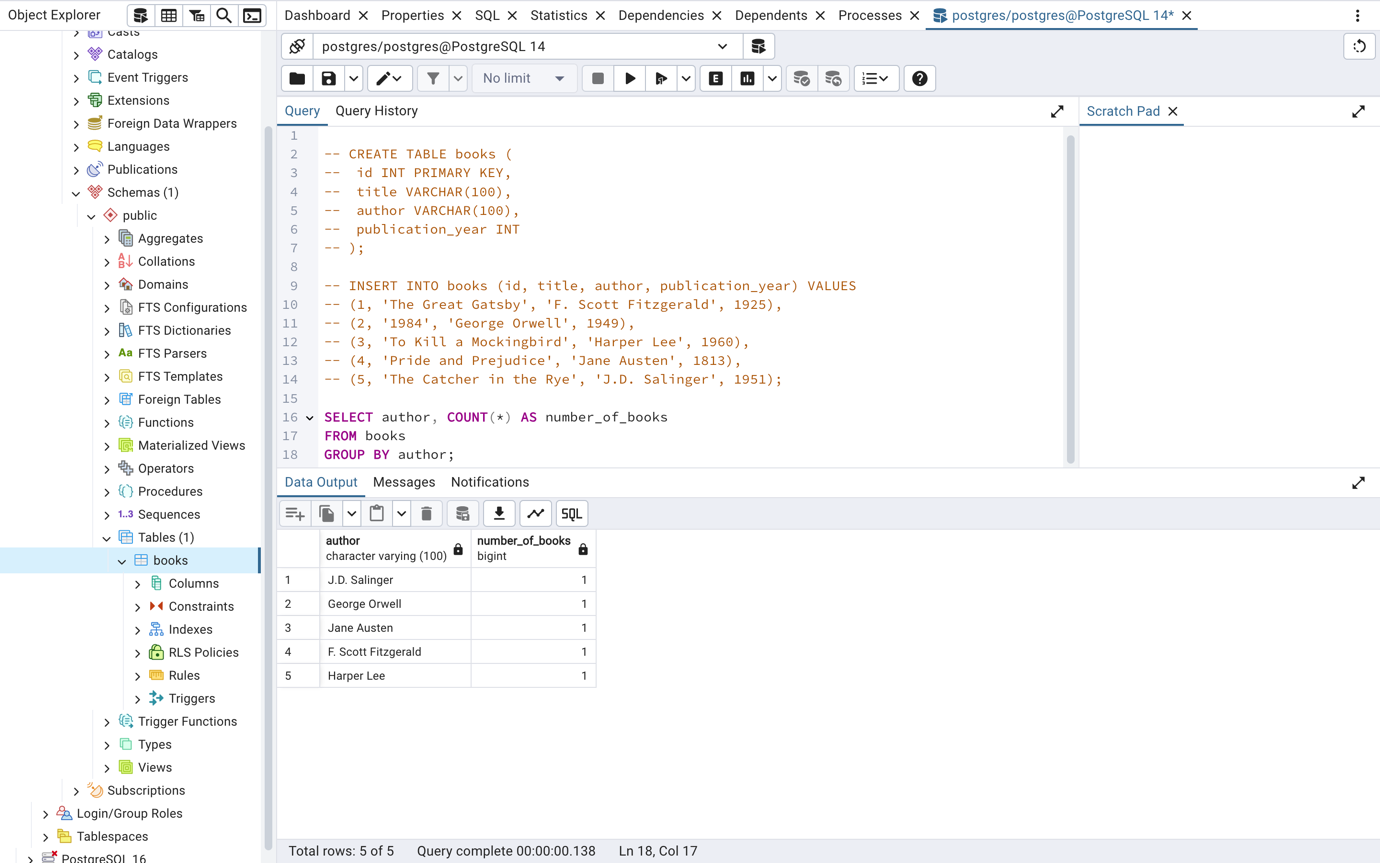 Object Explorer
Dashboard Properties SQL Statistics Dependencies Dependents Processes postgres/postgres@PostgreSQL 14*
Casts
Catalogs
Event Triggers
Extensions
Foreign Data Wrappers
Languages
Publications
Schemas (1)
public
Aggregates
Collations
Domains
FTS Configurations
FTS Dictionaries
Aa FTS Parsers
FTS Templates
Foreign Tables
Functions
Materialized Views
Operators
Procedures
1..3 Sequences
Tables (1)
books
Columns
Constraints
Indexes
RLS Policies
Rules
Triggers
Trigger Functions
Types
Views
Subscriptions
Login/Group Roles
Tablespaces
PostgreSQL 16
postgres/postgres@PostgreSQL 14
No limit
E
Query Query History
Scratch Pad
1
2 -- CREATE TABLE books (
3 --  id INT PRIMARY KEY,
4 --  title VARCHAR(100),
5 --  author VARCHAR(100),
6 --  publication_year INT
7 -- );
8
9 -- INSERT INTO books (id, title, author, publication_year) VALUES
10 -- (1, 'The Great Gatsby', 'F. Scott Fitzgerald', 1925),
11 -- (2, '1984', 'George Orwell', 1949),
12 -- (3, 'To Kill a Mockingbird', 'Harper Lee', 1960),
13 -- (4, 'Pride and Prejudice', 'Jane Austen', 1813),
14 -- (5, 'The Catcher in the Rye', 'J.D. Salinger', 1951);
15
16 SELECT author, COUNT(*) AS number_of_books
17 FROM books
18 GROUP BY author;
Data Output Messages Notifications
SQL
author number_of_books
character varying (100) bigint
1 J.D. Salinger 1
2 George Orwell 1
3 Jane Austen 1
4 F. Scott Fitzgerald 1
5 Harper Lee 1
Total rows: 5 of 5 Query complete 00:00:00.138 Ln 18, Col 17